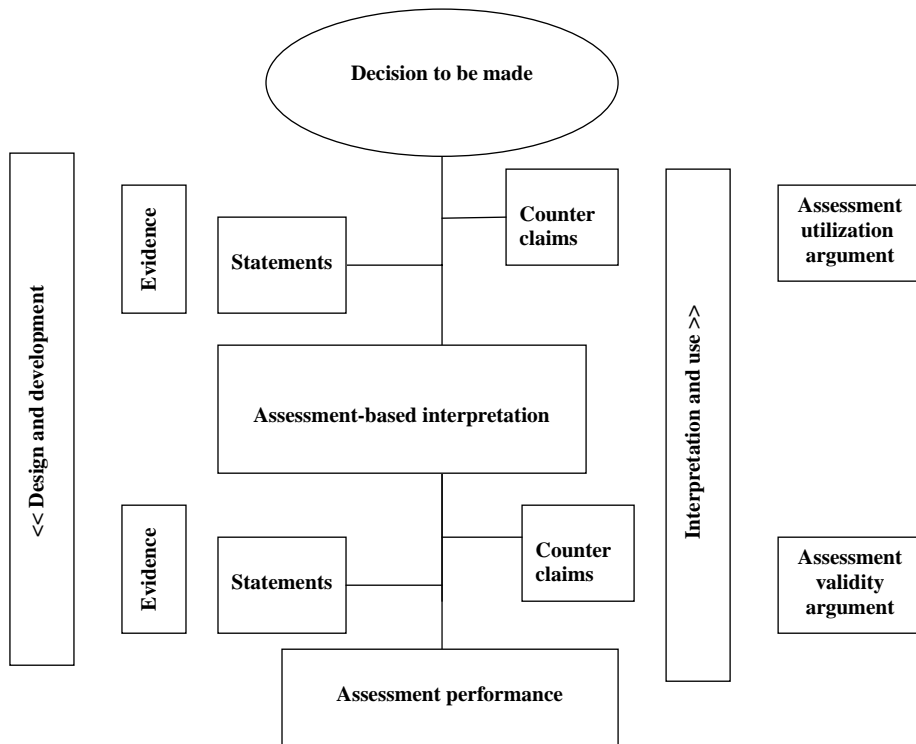 Decision to be made
Counter
claims
Assessment
utilization
argument
Evidence
Statements
<< Design and development
Interpretation and use >>
Assessment-based interpretation
Evidence
Statements
Counter
claims
Assessment
validity
argument
Assessment performance